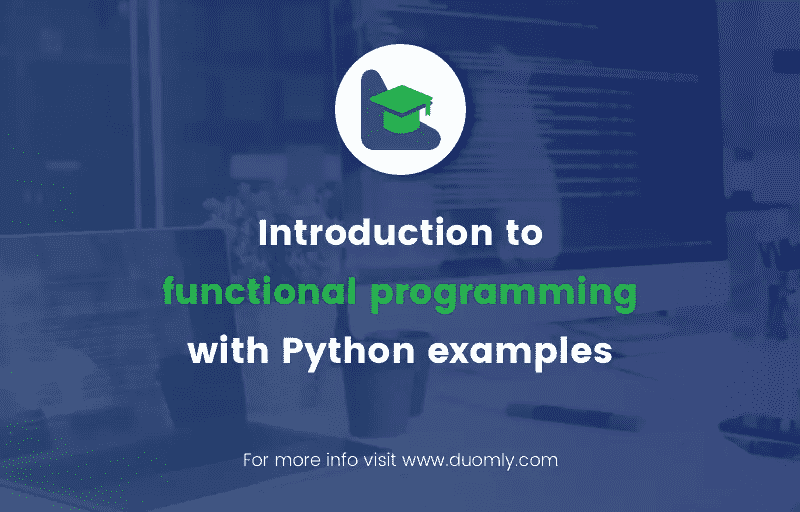 Introduction to
functional programming
with Python examples
For more info visit www.duomly.com